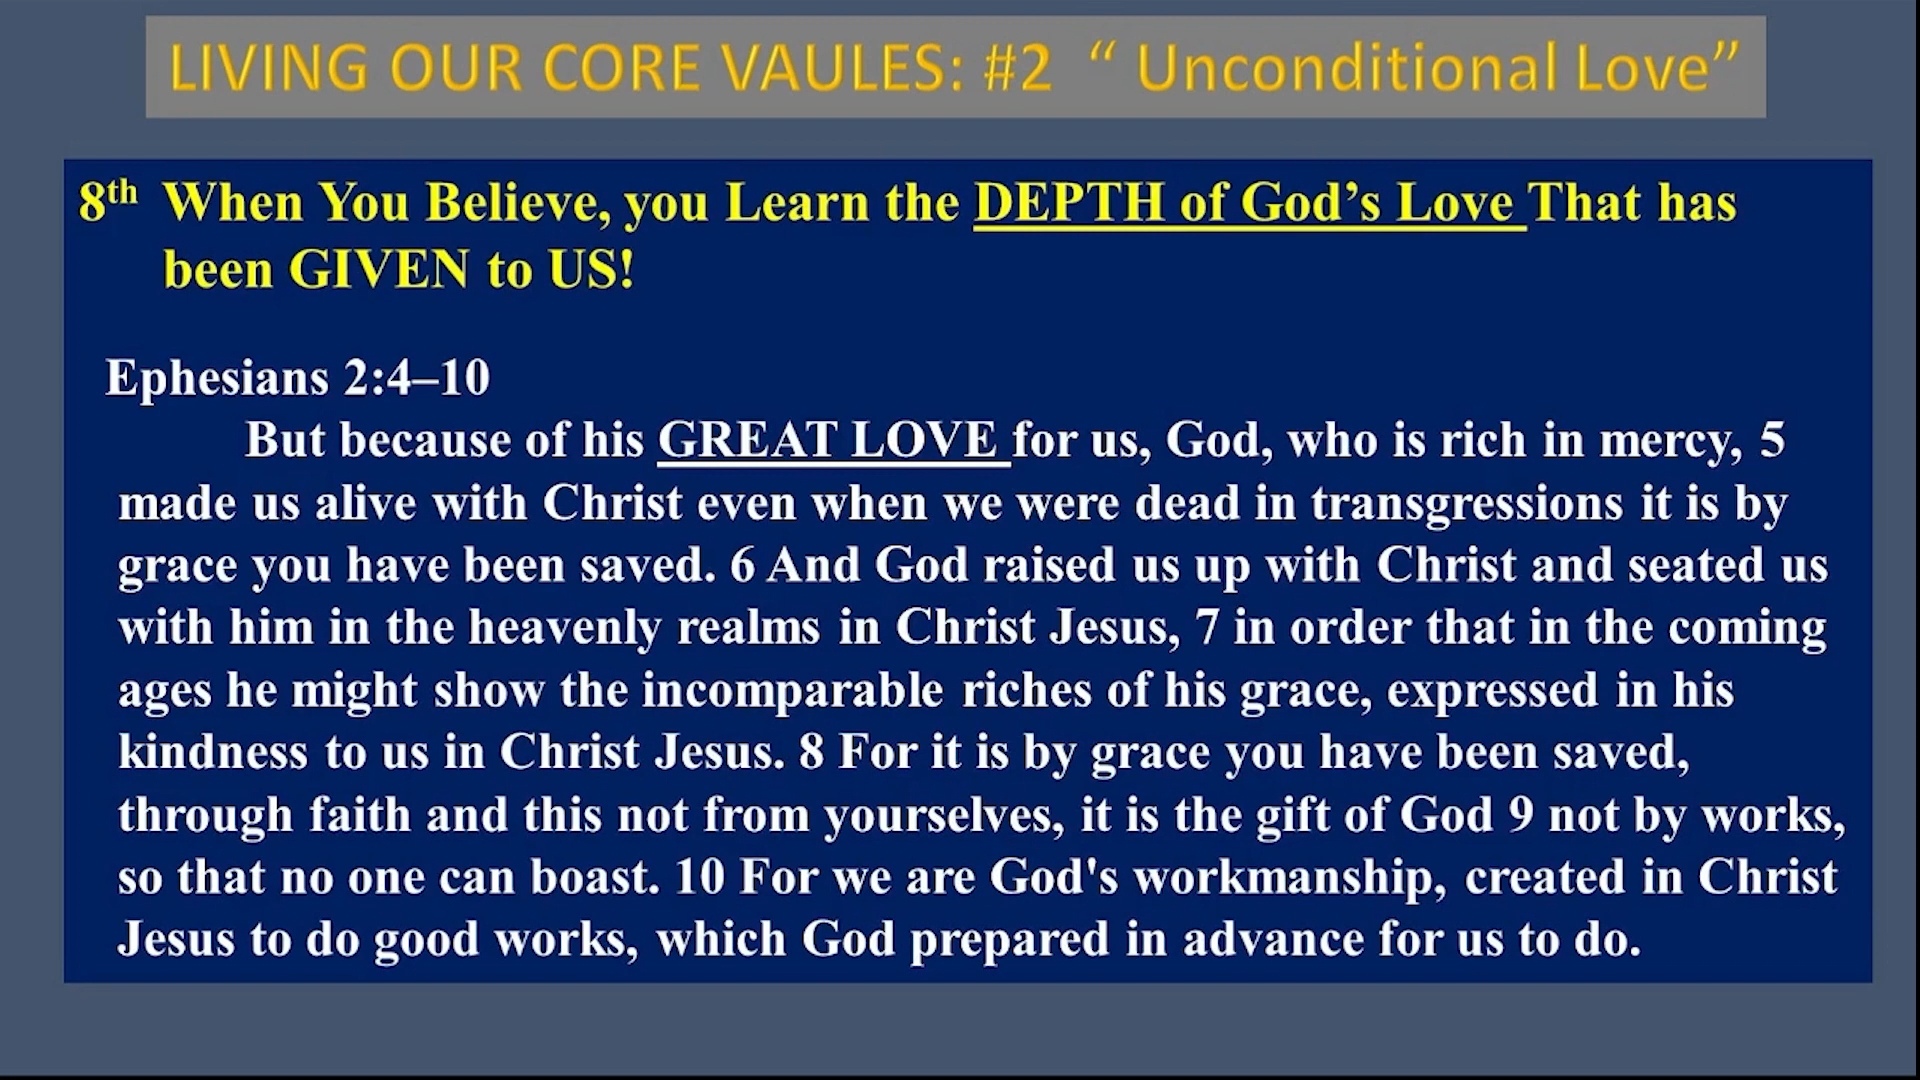 LIVING OUR CORE VAULES: #2 “ Unconditional Love”
8th When You Believe, you Learn the DEPTH of God’s Love That has
been GIVEN to US!
Ephesians 2:4–10
But because of his GREAT LOVE for us, God, who is rich in mercy, 5
made us alive with Christ even when we were dead in transgressions it is by
grace you have been saved. 6 And God raised us up with Christ and seated us
with him in the heavenly realms in Christ Jesus, 7 in order that in the coming
ages he might show the incomparable riches of his grace, expressed in his
kindness to us in Christ Jesus. 8 For it is by grace you have been saved,
through faith and this not from yourselves, it is the gift of God 9 not by works,
so that no one can boast. 10 For we are God's workmanship, created in Christ
Jesus to do good works, which God prepared in advance for us to do.